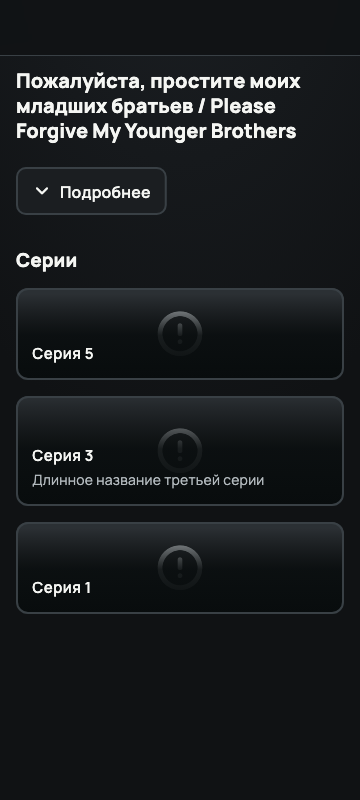 Пожалуйста, простите моих
младших братьев / Please
Forgive My Younger Brothers
Подробнее
Серии
Серия 5
Серия 3
Длинное название третьей серии
Серия 1